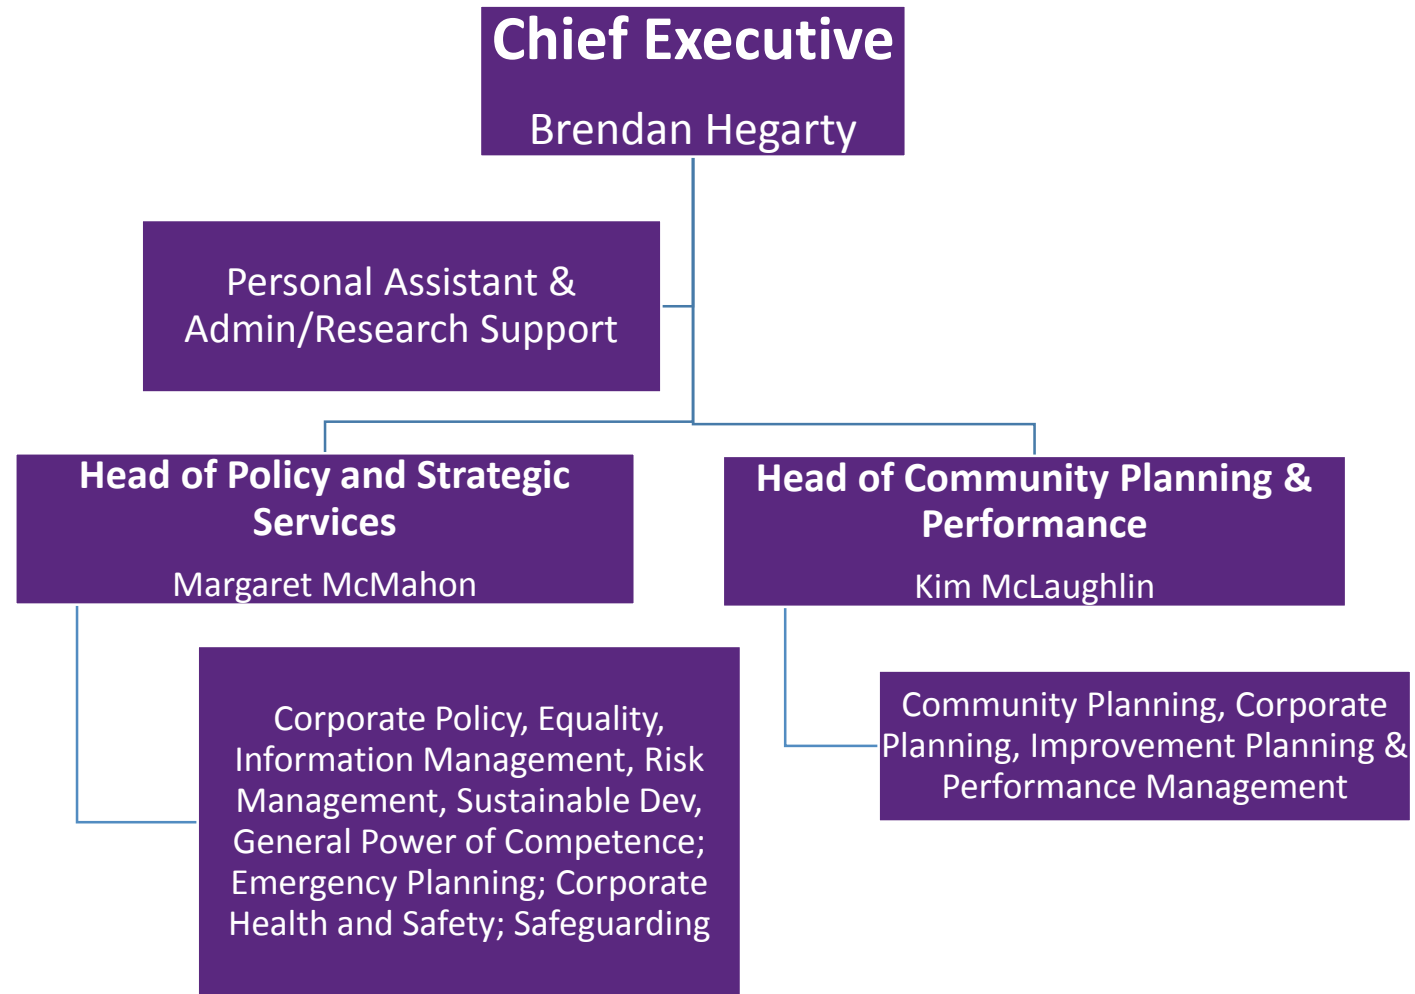 Chief Executive
Brendan Hegarty
Personal Assistant &
Admin/Research Support
Head of Policy and Strategic
Services
Margaret McMahon
Head of Community Planning &
Performance
Kim McLaughlin
Corporate Policy, Equality,
Information Management, Risk
Management, Sustainable Dev,
General Power of Competence;
Emergency Planning; Corporate
Health and Safety; Safeguarding
Community Planning, Corporate
Planning, Improvement Planning &
Performance Management